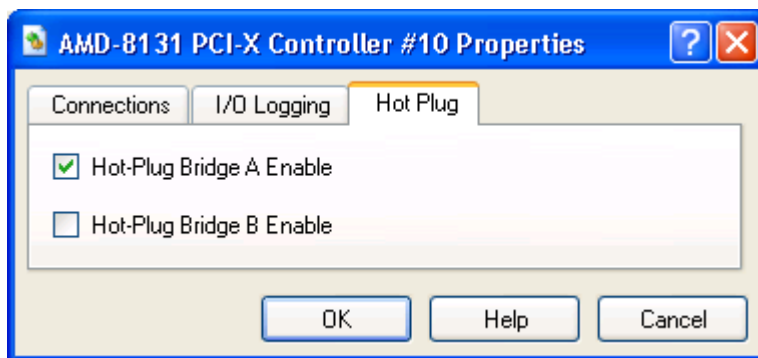 AMD-8131 PCI-X Controller #10 Properties
Connections I/O Logging Hot Plug
Hot-Plug Bridge A Enable
Hot-Plug Bridge B Enable
OK Help Cancel